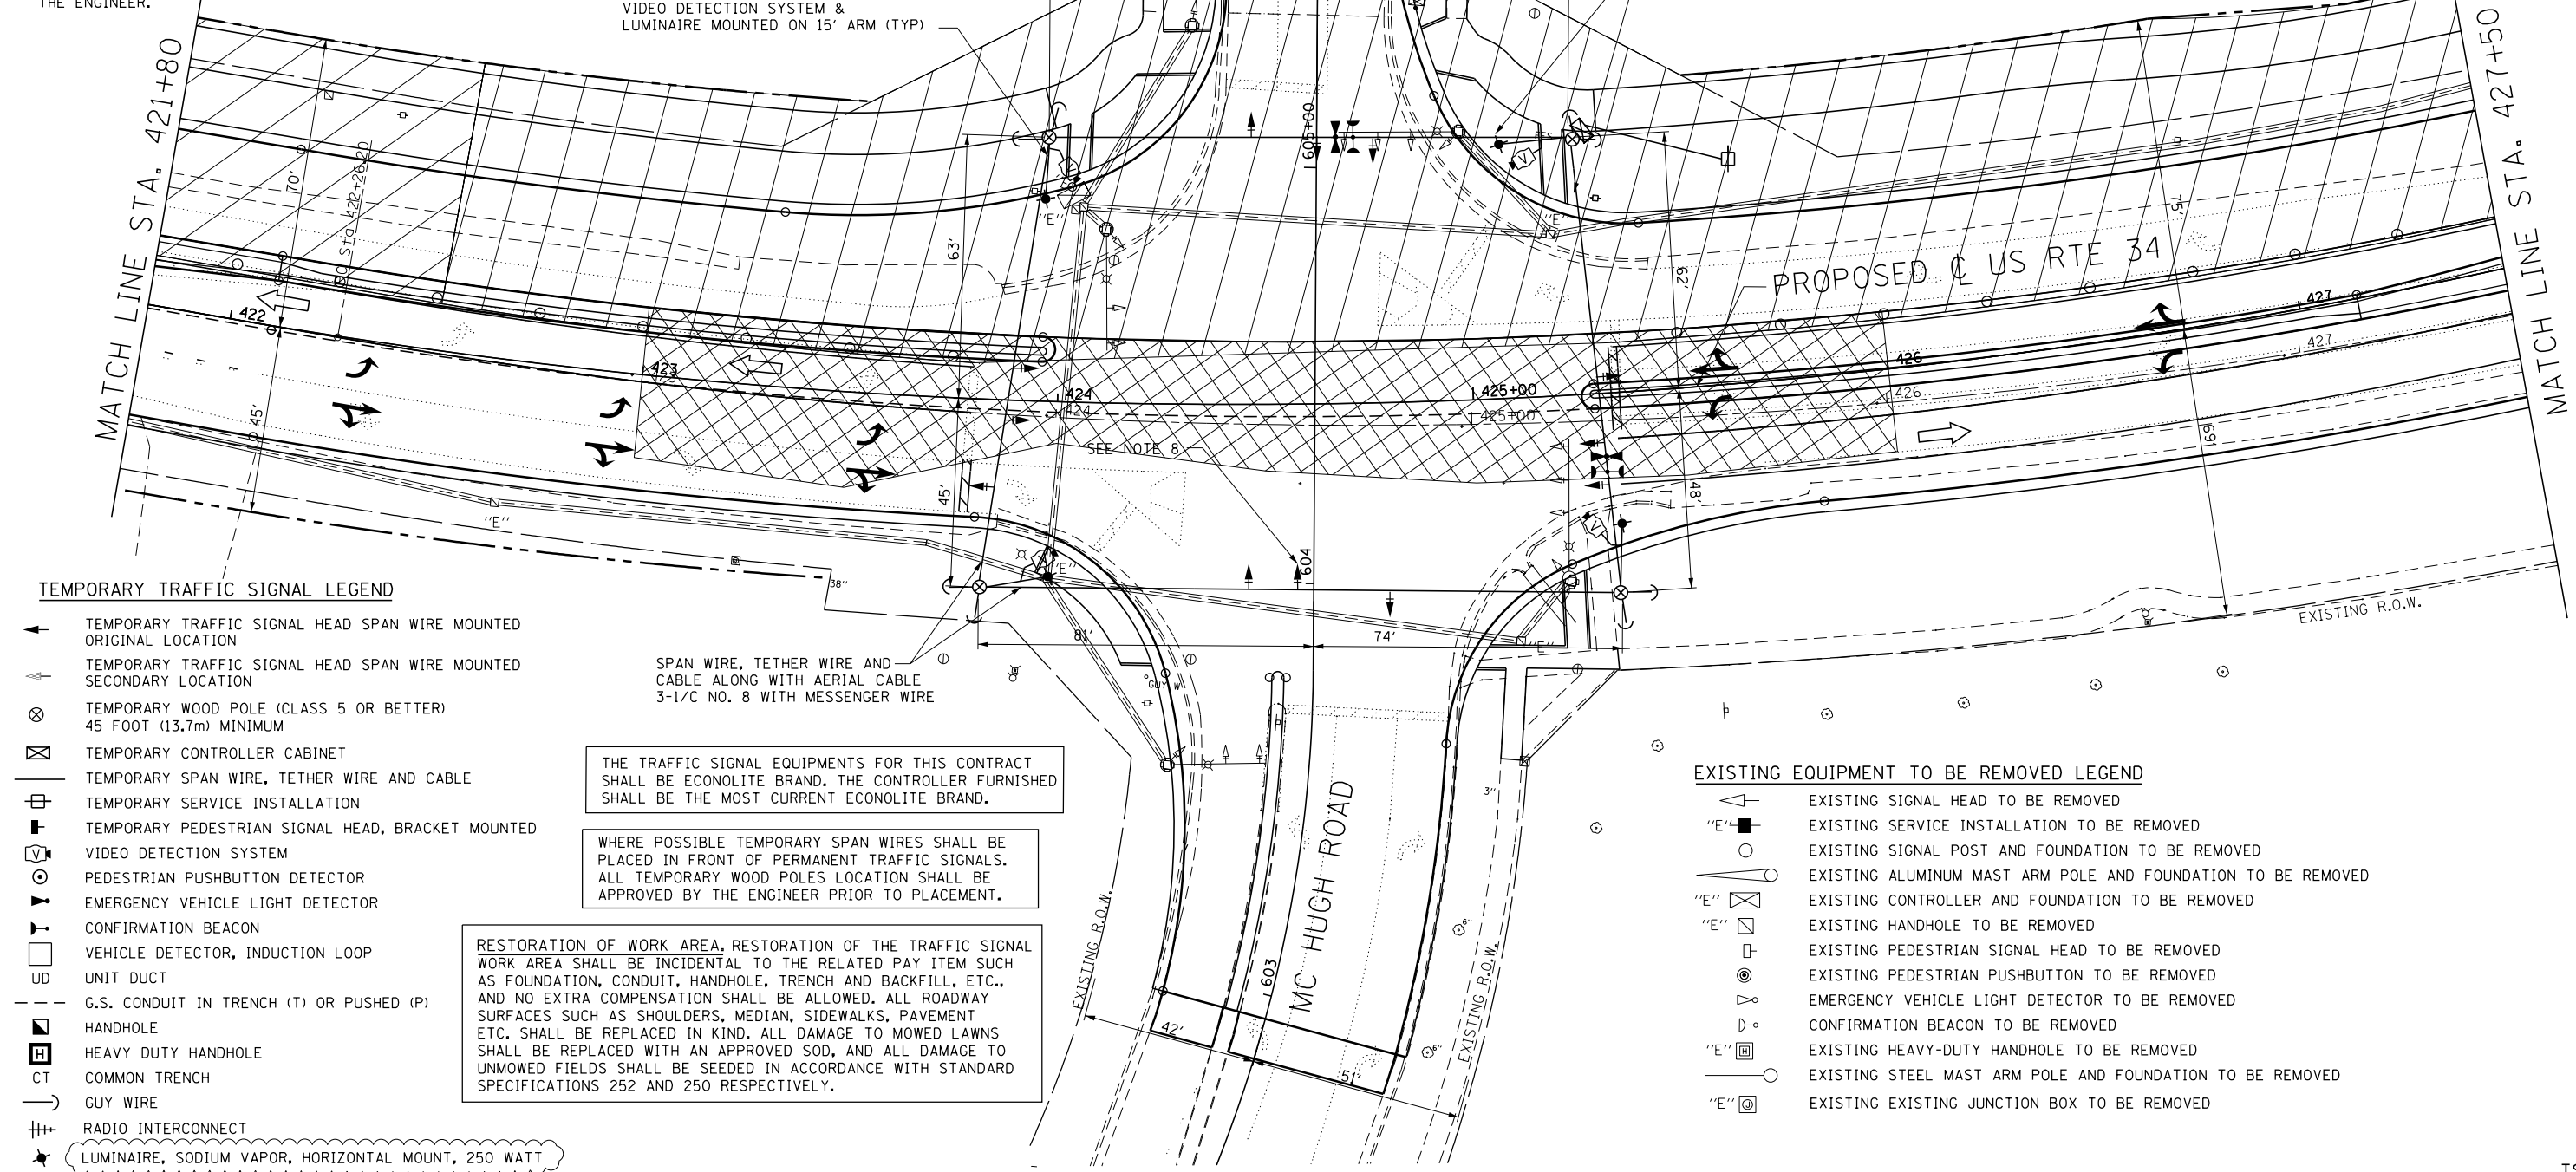 THE ENGINEER.
VIDEO DETECTION SYSTEM &
LUMINAIRE MOUNTED ON 15' ARM (TYP)
MATCH LINE STA. 421+80
MATCH LINE STA. 427+50
70'
Sta 422+26.20
605+00
63'
62'
75'
"E"
"E"
PROPOSED ℄ US RTE 34
422
423
424
424
425+00
425+00
426
426
427
427
45'
45'
SEE NOTE 8
48'
69'
"E"
"E"
"E"
38"
604
81'
74'
EXISTING R.O.W.
GUY W
SPAN WIRE, TETHER WIRE AND
CABLE ALONG WITH AERIAL CABLE
3-1/C NO. 8 WITH MESSENGER WIRE
TEMPORARY TRAFFIC SIGNAL LEGEND
TEMPORARY TRAFFIC SIGNAL HEAD SPAN WIRE MOUNTED
ORIGINAL LOCATION
TEMPORARY TRAFFIC SIGNAL HEAD SPAN WIRE MOUNTED
SECONDARY LOCATION
TEMPORARY WOOD POLE (CLASS 5 OR BETTER)
45 FOOT (13.7m) MINIMUM
TEMPORARY CONTROLLER CABINET
TEMPORARY SPAN WIRE, TETHER WIRE AND CABLE
TEMPORARY SERVICE INSTALLATION
TEMPORARY PEDESTRIAN SIGNAL HEAD, BRACKET MOUNTED
V VIDEO DETECTION SYSTEM
PEDESTRIAN PUSHBUTTON DETECTOR
EMERGENCY VEHICLE LIGHT DETECTOR
CONFIRMATION BEACON
VEHICLE DETECTOR, INDUCTION LOOP
UD UNIT DUCT
G.S. CONDUIT IN TRENCH (T) OR PUSHED (P)
HANDHOLE
H HEAVY DUTY HANDHOLE
CT COMMON TRENCH
GUY WIRE
RADIO INTERCONNECT
LUMINAIRE, SODIUM VAPOR, HORIZONTAL MOUNT, 250 WATT
THE TRAFFIC SIGNAL EQUIPMENTS FOR THIS CONTRACT
SHALL BE ECONOLITE BRAND. THE CONTROLLER FURNISHED
SHALL BE THE MOST CURRENT ECONOLITE BRAND.
WHERE POSSIBLE TEMPORARY SPAN WIRES SHALL BE
PLACED IN FRONT OF PERMANENT TRAFFIC SIGNALS.
ALL TEMPORARY WOOD POLES LOCATION SHALL BE
APPROVED BY THE ENGINEER PRIOR TO PLACEMENT.
RESTORATION OF WORK AREA. RESTORATION OF THE TRAFFIC SIGNAL
WORK AREA SHALL BE INCIDENTAL TO THE RELATED PAY ITEM SUCH
AS FOUNDATION, CONDUIT, HANDHOLE, TRENCH AND BACKFILL, ETC.,
AND NO EXTRA COMPENSATION SHALL BE ALLOWED. ALL ROADWAY
SURFACES SUCH AS SHOULDERS, MEDIAN, SIDEWALKS, PAVEMENT
ETC. SHALL BE REPLACED IN KIND. ALL DAMAGE TO MOWED LAWNS
SHALL BE REPLACED WITH AN APPROVED SOD, AND ALL DAMAGE TO
UNMOWED FIELDS SHALL BE SEEDED IN ACCORDANCE WITH STANDARD
SPECIFICATIONS 252 AND 250 RESPECTIVELY.
EXISTING R.O.W.
42'
603
MC HUGH ROAD
51'
3"
6"
6"
EXISTING R.O.W.
EXISTING EQUIPMENT TO BE REMOVED LEGEND
EXISTING SIGNAL HEAD TO BE REMOVED
"E" EXISTING SERVICE INSTALLATION TO BE REMOVED
EXISTING SIGNAL POST AND FOUNDATION TO BE REMOVED
EXISTING ALUMINUM MAST ARM POLE AND FOUNDATION TO BE REMOVED
"E" EXISTING CONTROLLER AND FOUNDATION TO BE REMOVED
"E" EXISTING HANDHOLE TO BE REMOVED
EXISTING PEDESTRIAN SIGNAL HEAD TO BE REMOVED
EXISTING PEDESTRIAN PUSHBUTTON TO BE REMOVED
EMERGENCY VEHICLE LIGHT DETECTOR TO BE REMOVED
CONFIRMATION BEACON TO BE REMOVED
"E" H EXISTING HEAVY-DUTY HANDHOLE TO BE REMOVED
EXISTING STEEL MAST ARM POLE AND FOUNDATION TO BE REMOVED
"E" EXISTING EXISTING JUNCTION BOX TO BE REMOVED